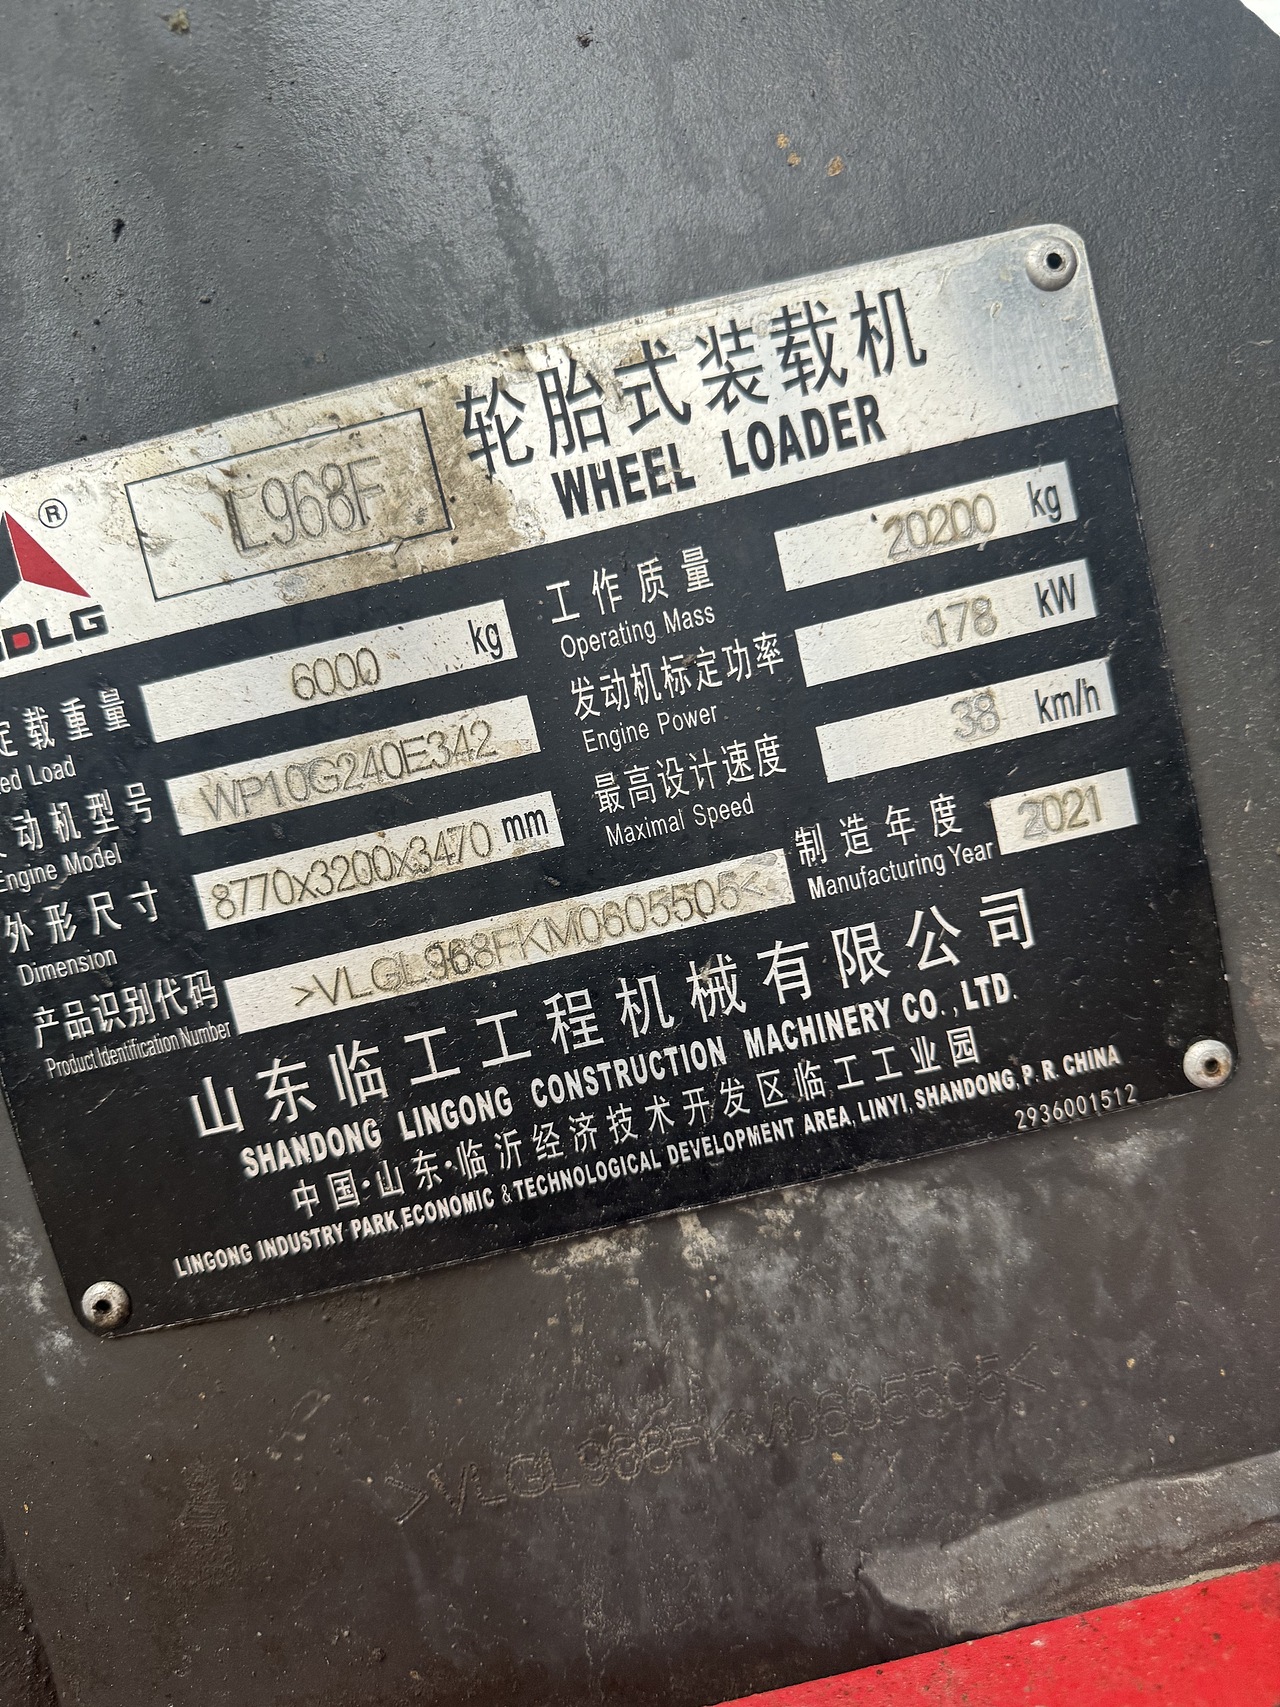 ®
DLG
L968F
轮胎式装载机
WHEEL LOADER
定载重量
ed Load
6000 kg
工作质量
Operating Mass
20200 kg
动机型号
Engine Model
WP10G240E342
发动机标定功率
Engine Power
178 kW
外形尺寸
Dimension
8770x3200x3470 mm
最高设计速度
Maximal Speed
38 km/h
产品识别代码
Product Identification Number
>VLGL968FKM0605505<
制造年度
Manufacturing Year
2021
山东临工工程机械有限公司
SHANDONG LINGONG CONSTRUCTION MACHINERY CO., LTD.
中国·山东·临沂经济技术开发区临工工业园
LINGONG INDUSTRY PARK,ECONOMIC &TECHNOLOGICAL DEVELOPMENT AREA, LINYI, SHANDONG, P. R. CHINA
2936001512
>VLGL968FKM0605505<